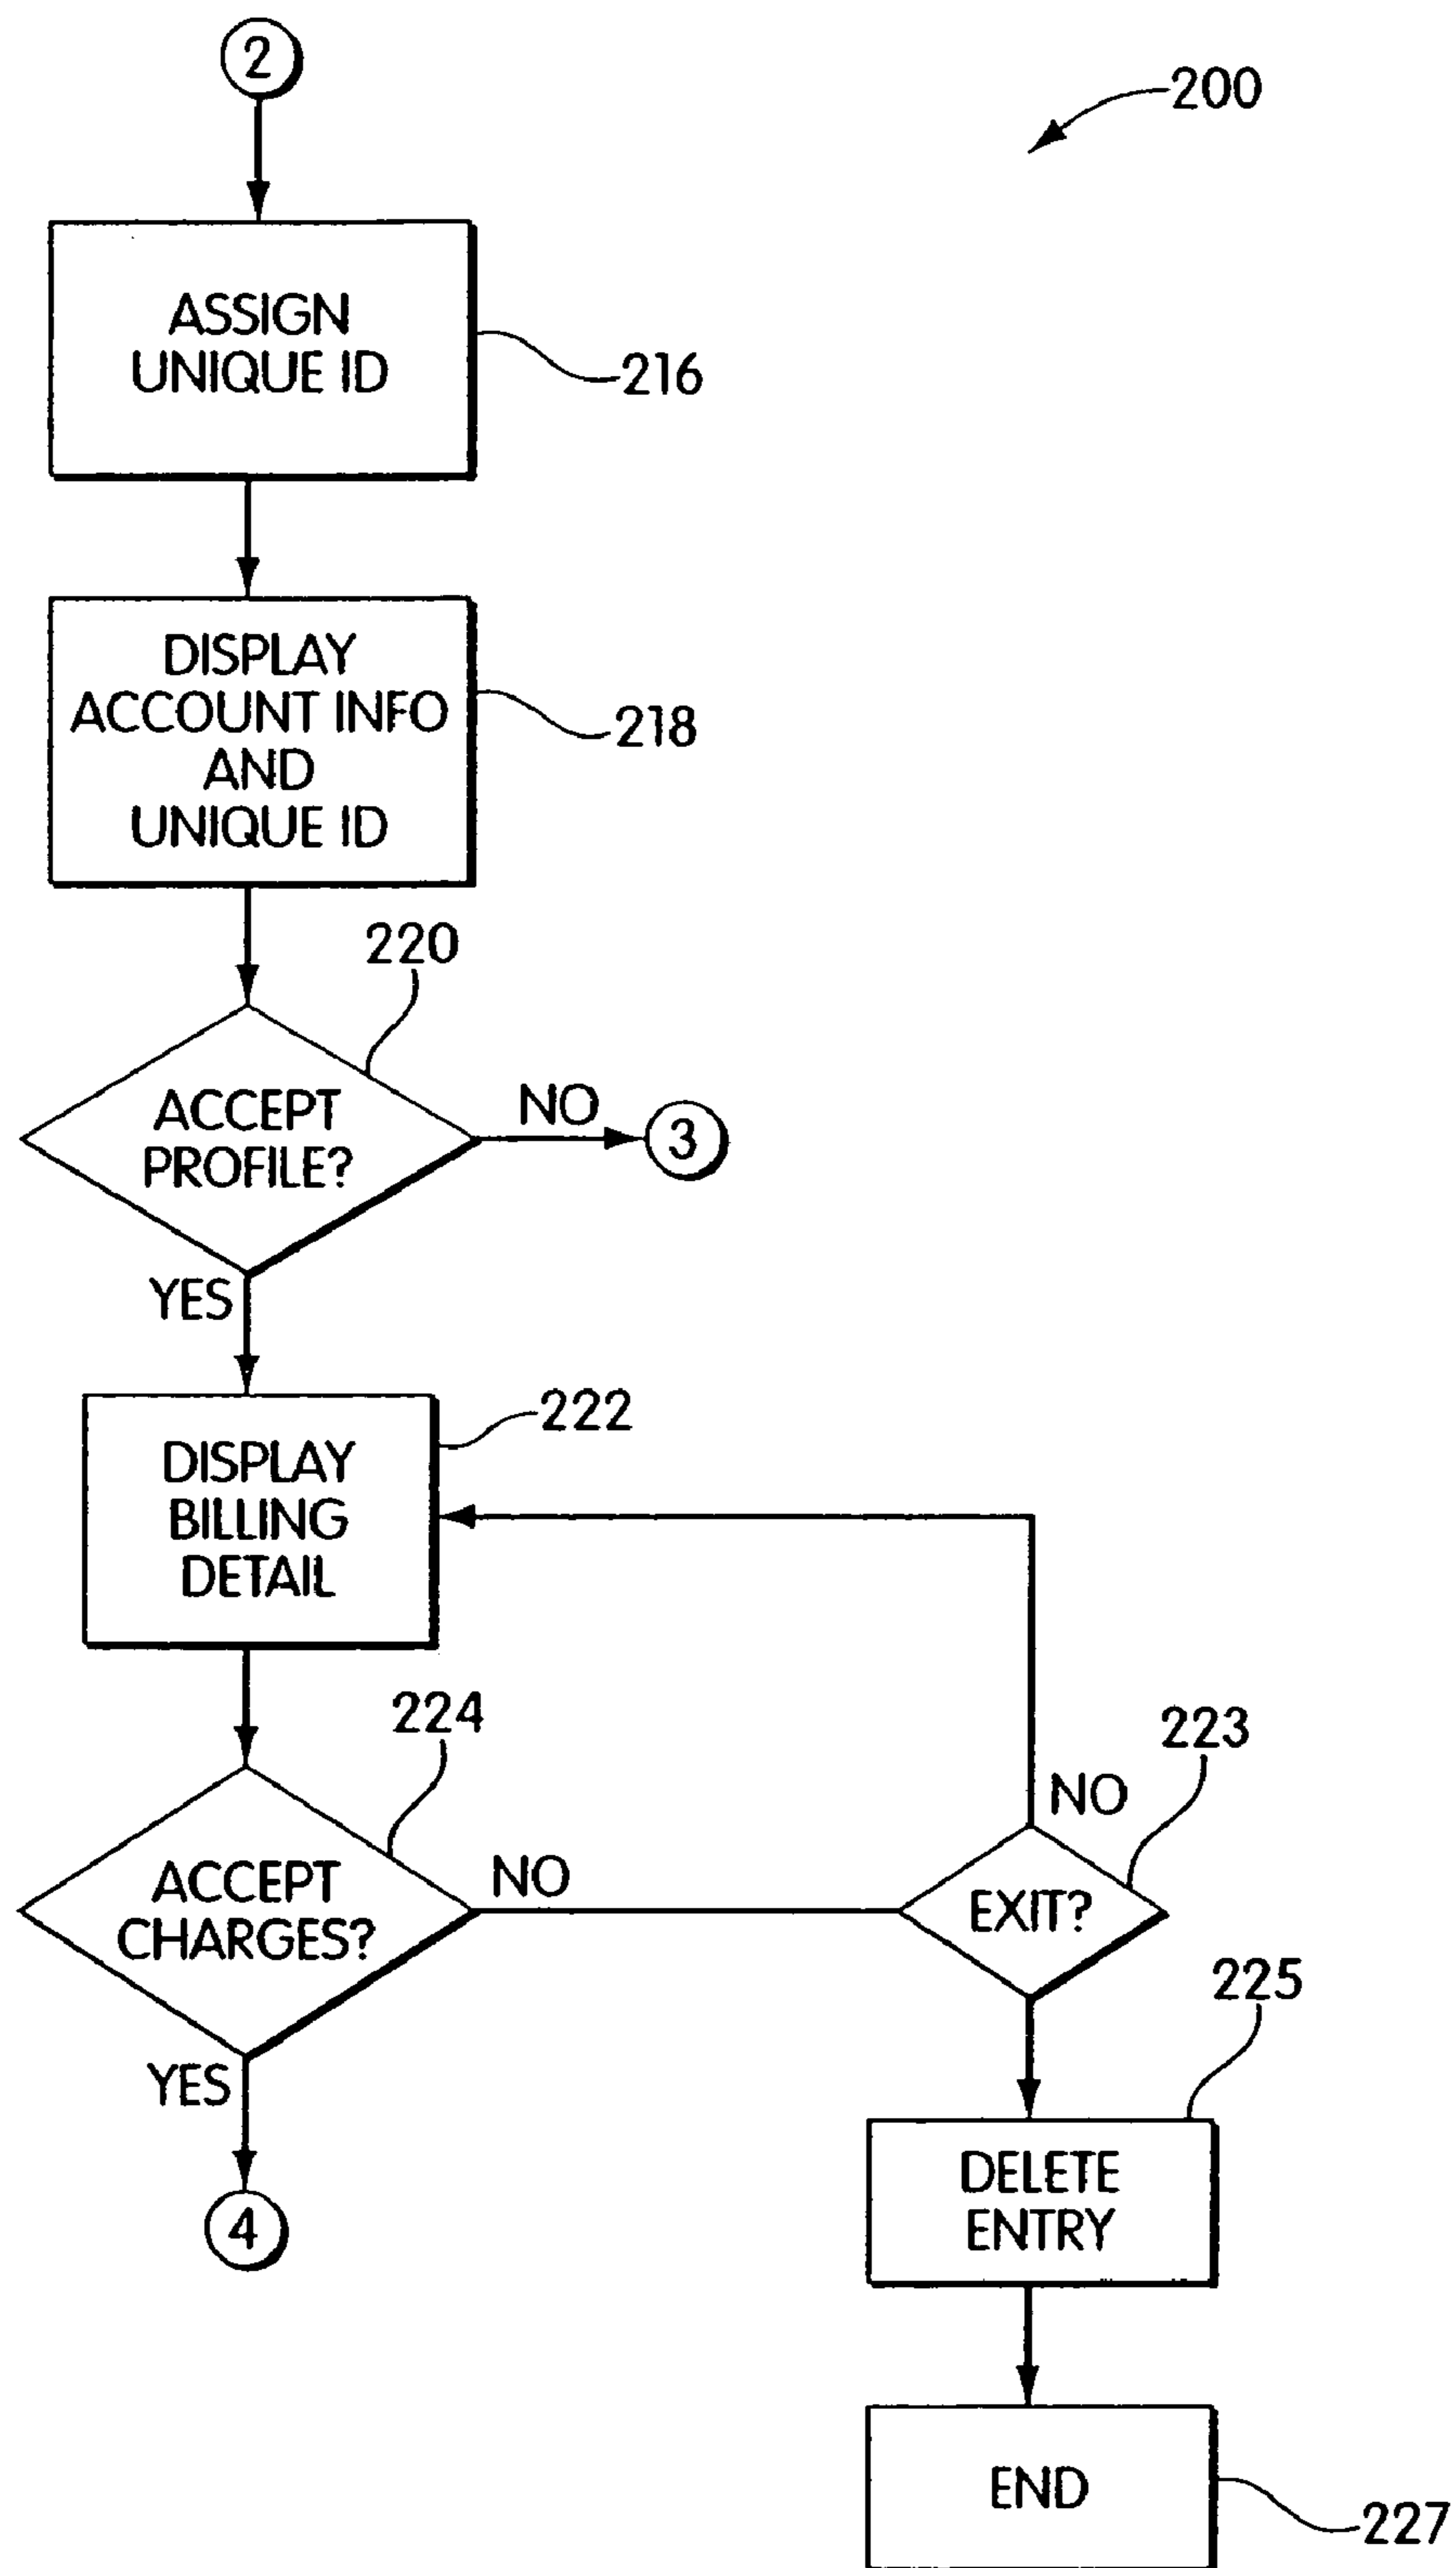 2
200
ASSIGN
UNIQUE ID
216
DISPLAY
ACCOUNT INFO
AND
UNIQUE ID
218
220
ACCEPT
PROFILE?
NO
3
YES
222
DISPLAY
BILLING
DETAIL
224
223
NO
ACCEPT
CHARGES?
NO
EXIT?
225
YES
DELETE
ENTRY
4
END
227